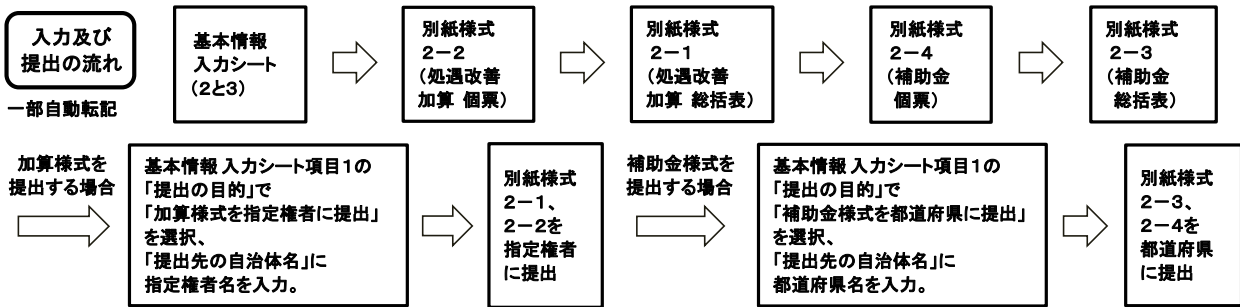 入力及び
提出の流れ
一部自動転記
基本情報
入力シート
(2と3)
別紙様式
2－2
(処遇改善
加算 個票)
別紙様式
2－1
(処遇改善
加算 総括表)
別紙様式
2－4
(補助金
個票)
別紙様式
2－3
(補助金
総括表)
加算様式を
提出する場合
基本情報 入力シート項目1の
「提出の目的」で
「加算様式を指定権者に提出」
を選択、
「提出先の自治体名」に
指定権者名を入力。
別紙様式
2－1、
2－2を
指定権者
に提出
補助金様式を
提出する場合
基本情報 入力シート項目1の
「提出の目的」で
「補助金様式を都道府県に提出」
を選択、
「提出先の自治体名」に
都道府県名を入力。
別紙様式
2－3、
2－4を
都道府県
に提出